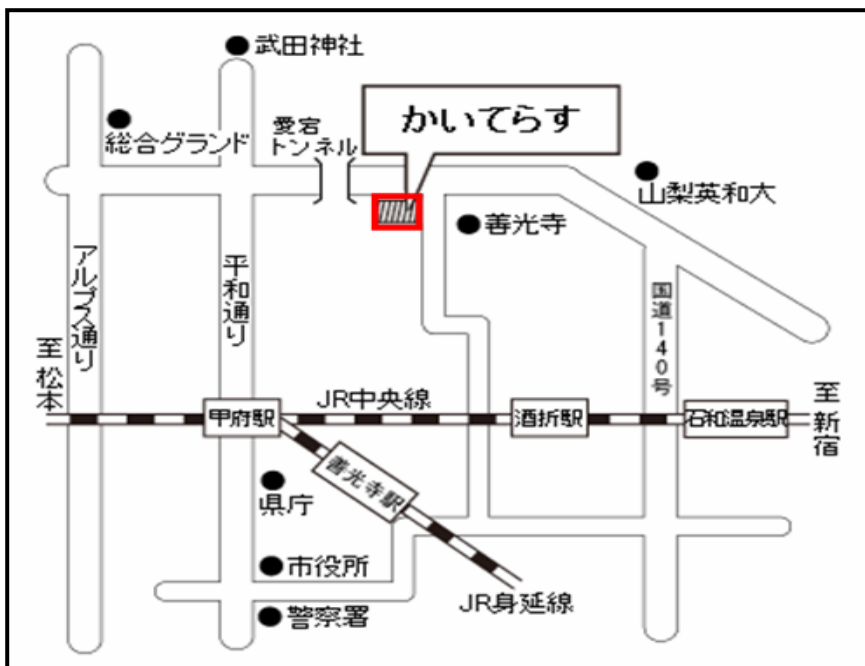 武田神社
総合グランド
愛宕
トンネル
かいてらす
山梨英和大
善光寺
アルプス通り
平和通り
国道140号
至松本
JR中央線
甲府駅
酒折駅
石和温泉駅
至新宿
善光寺駅
県庁
市役所
JR身延線
警察署